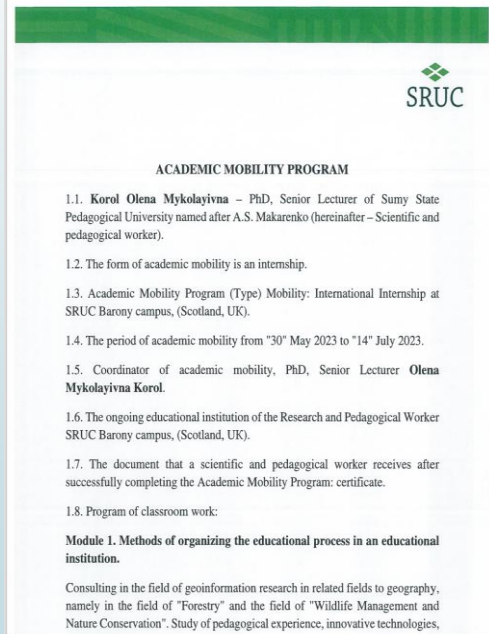 SRUC
ACADEMIC MOBILITY PROGRAM
1.1. Korol Olena Mykolayivna – PhD, Senior Lecturer of Sumy State
Pedagogical University named after A.S. Makarenko (hereinafter – Scientific and
pedagogical worker).
1.2. The form of academic mobility is an internship.
1.3. Academic Mobility Program (Type) Mobility: International Internship at
SRUC Barony campus, (Scotland, UK).
1.4. The period of academic mobility from "30" May 2023 to "14" July 2023.
1.5. Coordinator of academic mobility, PhD, Senior Lecturer Olena
Mykolayivna Korol.
1.6. The ongoing educational institution of the Research and Pedagogical Worker
SRUC Barony campus, (Scotland, UK).
1.7. The document that a scientific and pedagogical worker receives after
successfully completing the Academic Mobility Program: certificate.
1.8. Program of classroom work:
Module 1. Methods of organizing the educational process in an educational
institution.
Consulting in the field of geoinformation research in related fields to geography,
namely in the field of "Forestry" and the field of "Wildlife Management and
Nature Conservation". Study of pedagogical experience, innovative technologies,